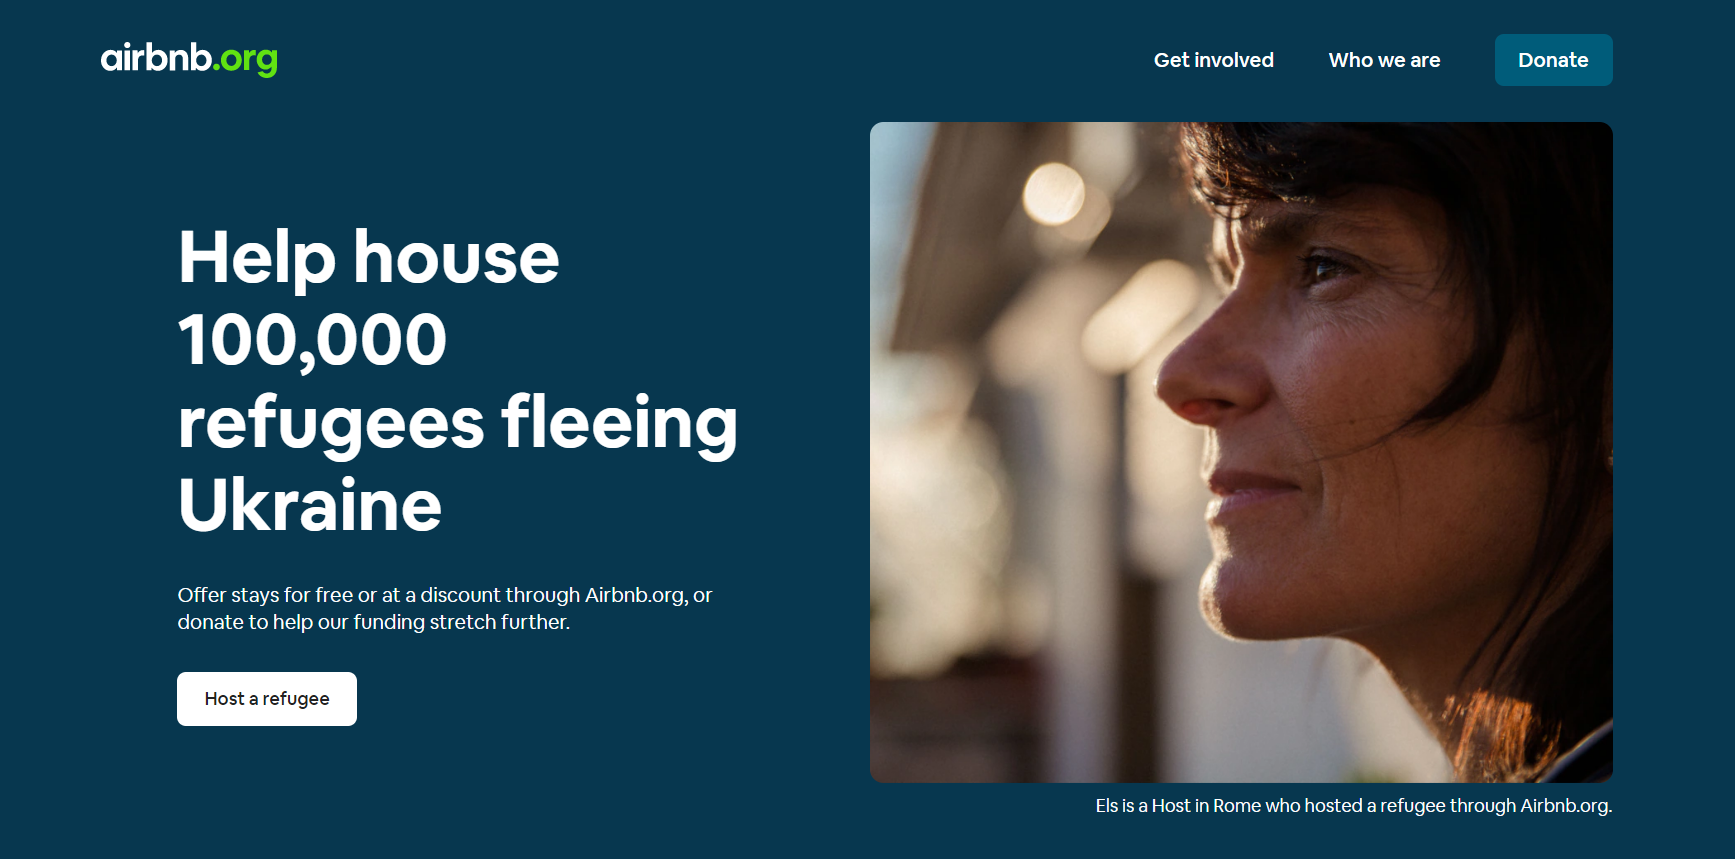 airbnb.org
Get involved
Who we are
Donate
Help house
100,000
refugees fleeing
Ukraine
Offer stays for free or at a discount through Airbnb.org, or
donate to help our funding stretch further.
Host a refugee
Els is a Host in Rome who hosted a refugee through Airbnb.org.